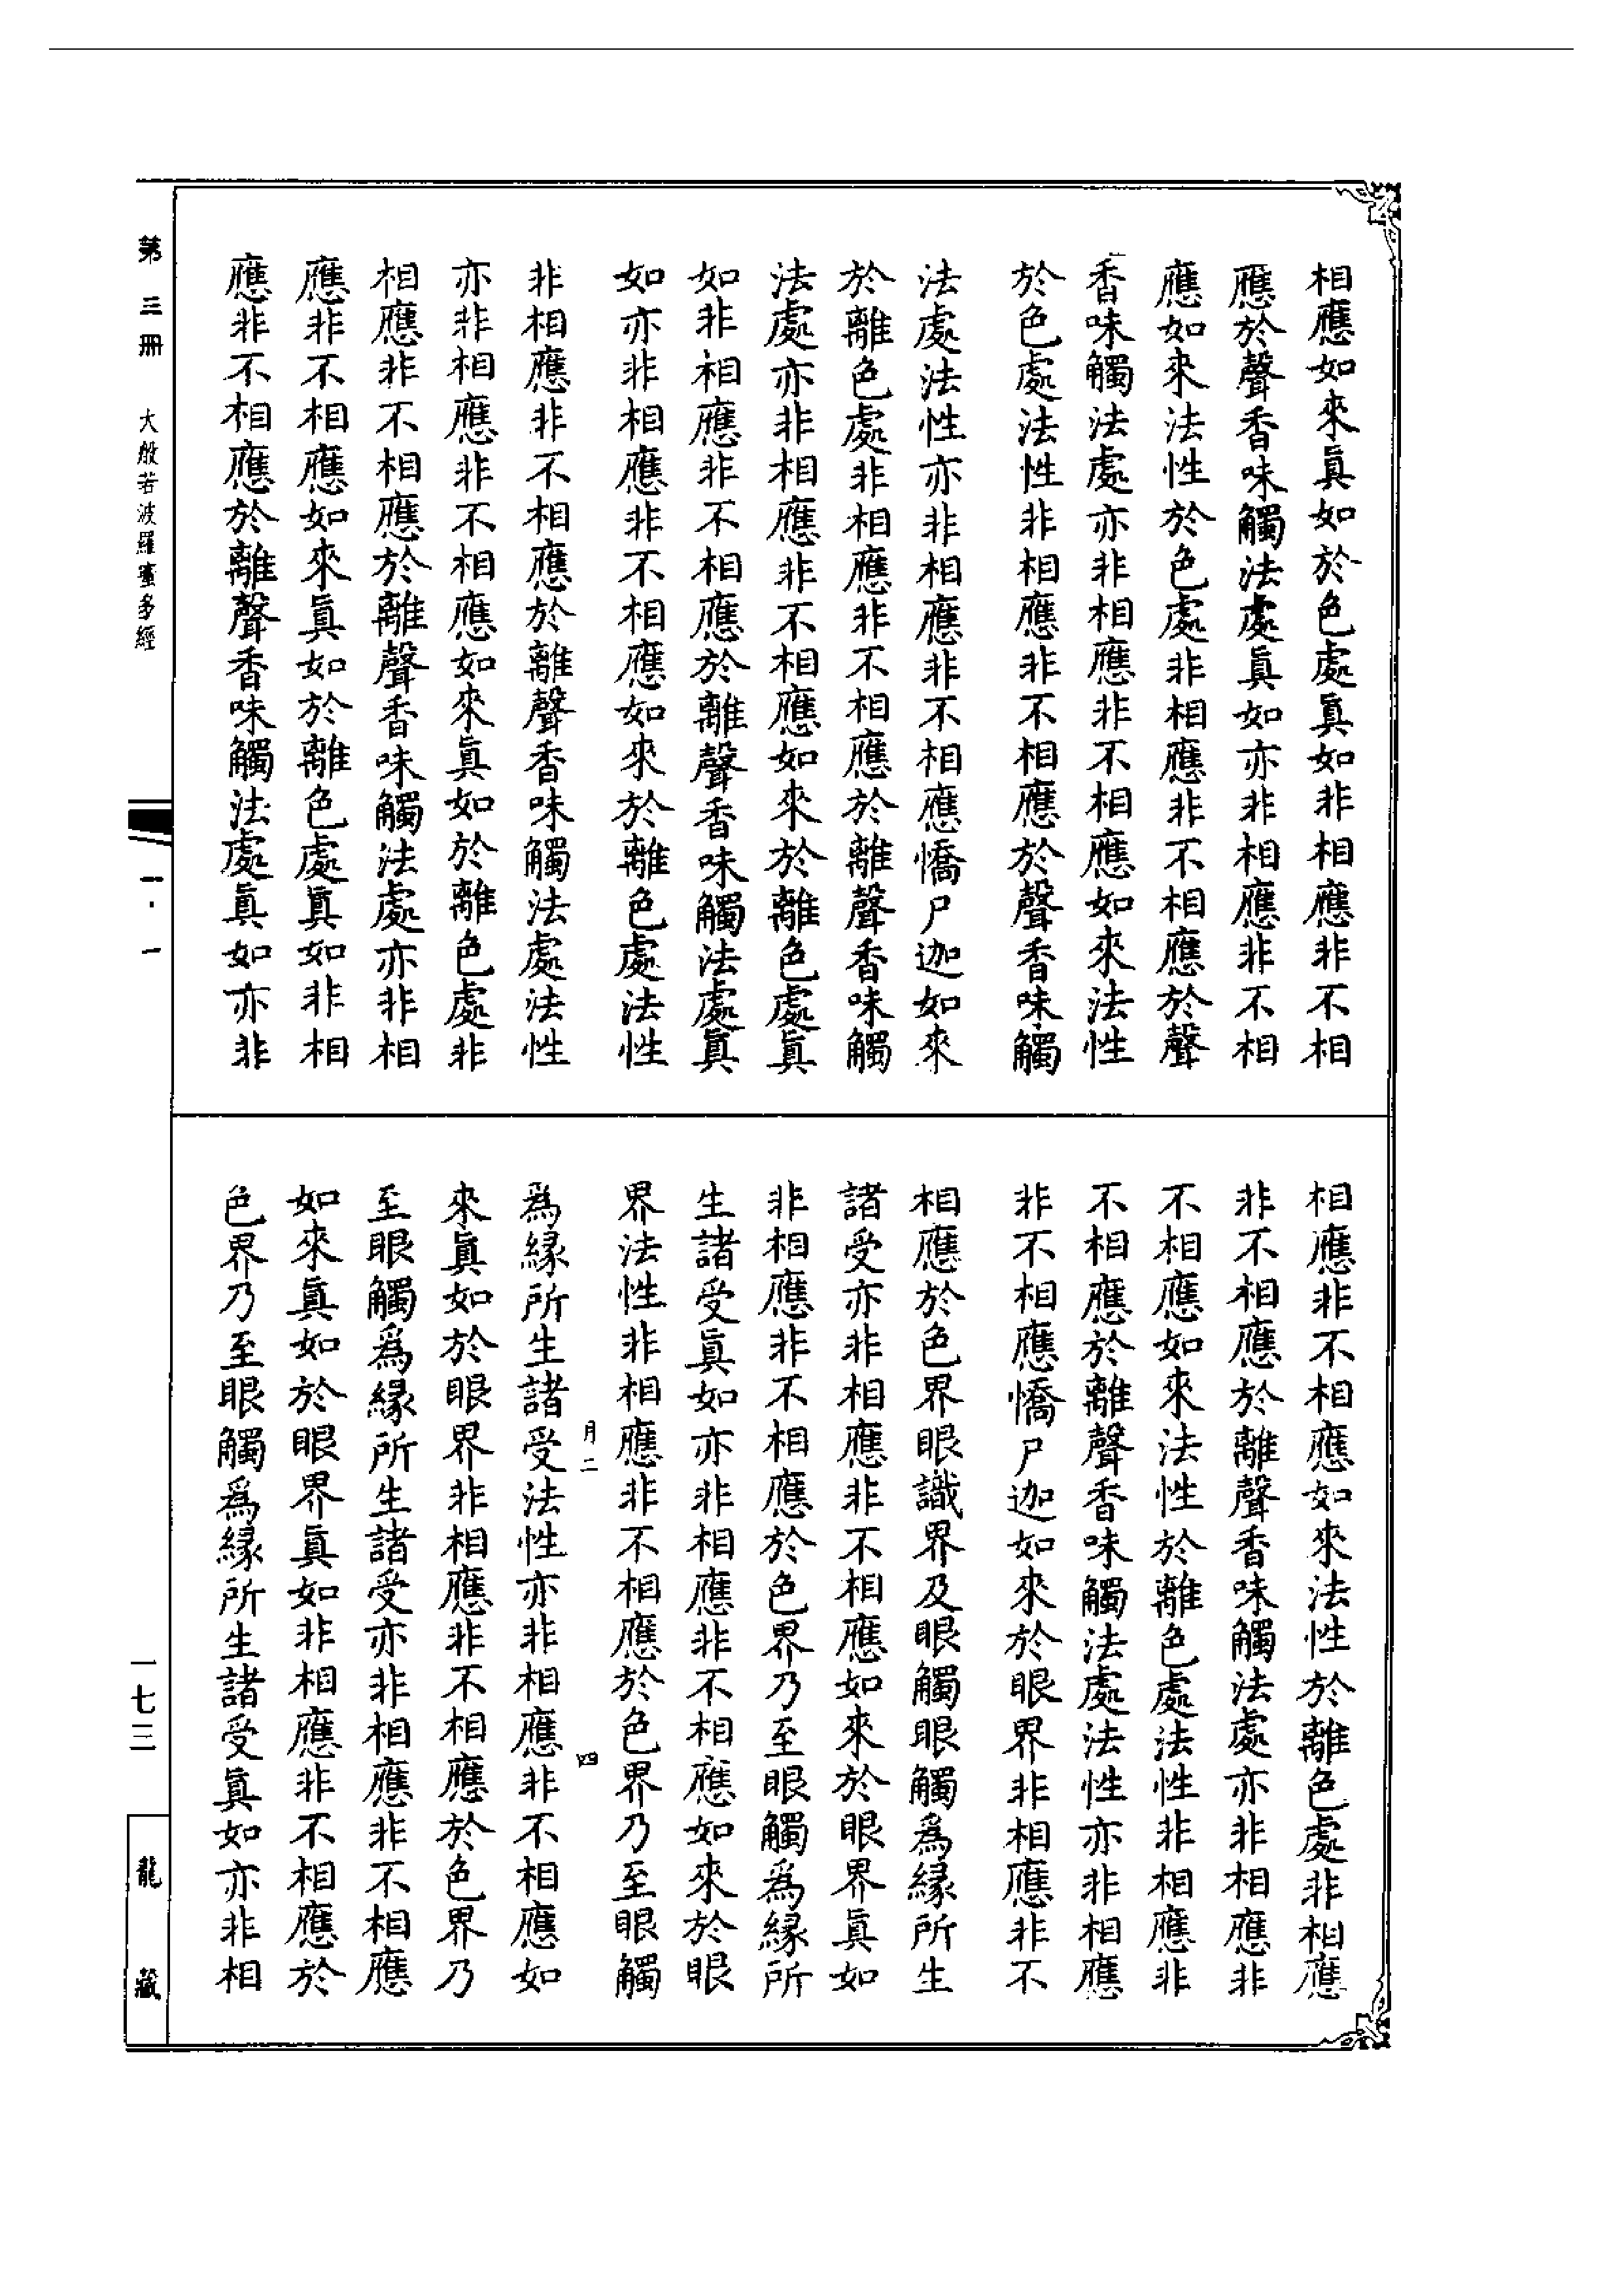 相應如來真如於色處真如非相應非不相
應於聲香味觸法處真如亦非相應非不相
應如來法性於色處非相應非不相應於聲
香味觸法處亦非相應非不相應如來法性
於色處法性非相應非不相應於聲香味觸
法處法性亦非相應非不相應憍尸迦如來
於離色處非相應非不相應於離聲香味觸
法處亦非相應非不相應如來於離色處真
如非相應非不相應於離聲香味觸法處真
如亦非相應非不相應如來於離色處法性
非相應非不相應於離聲香味觸法處法性
亦非相應非不相應如來真如於離色處非
相應非不相應於離聲香味觸法處亦非相
應非不相應如來真如於離色處真如非相
應非不相應於離聲香味觸法處真如亦非
相應非不相應如來法性於離色處非相應
非不相應於離聲香味觸法處亦非相應非
不相應如來法性於離色處法性非相應非
不相應於離聲香味觸法處法性亦非相應
非不相應憍尸迦如來於眼界非相應非不
相應於色界眼識界及眼觸眼觸為緣所生
諸受亦非相應非不相應如來於眼界真如
非相應非不相應於色界乃至眼觸為緣所
生諸受真如亦非相應非不相應如來於眼
界法性非相應非不相應於色界乃至眼觸
月二
四
為緣所生諸受法性亦非相應非不相應如
來真如於眼界非相應非不相應於色界乃
至眼觸為緣所生諸受亦非相應非不相應
如來真如於眼界真如非相應非不相應於
色界乃至眼觸為緣所生諸受真如亦非相
第三冊
大般若波羅蜜多經
一·一
一七三
龍藏